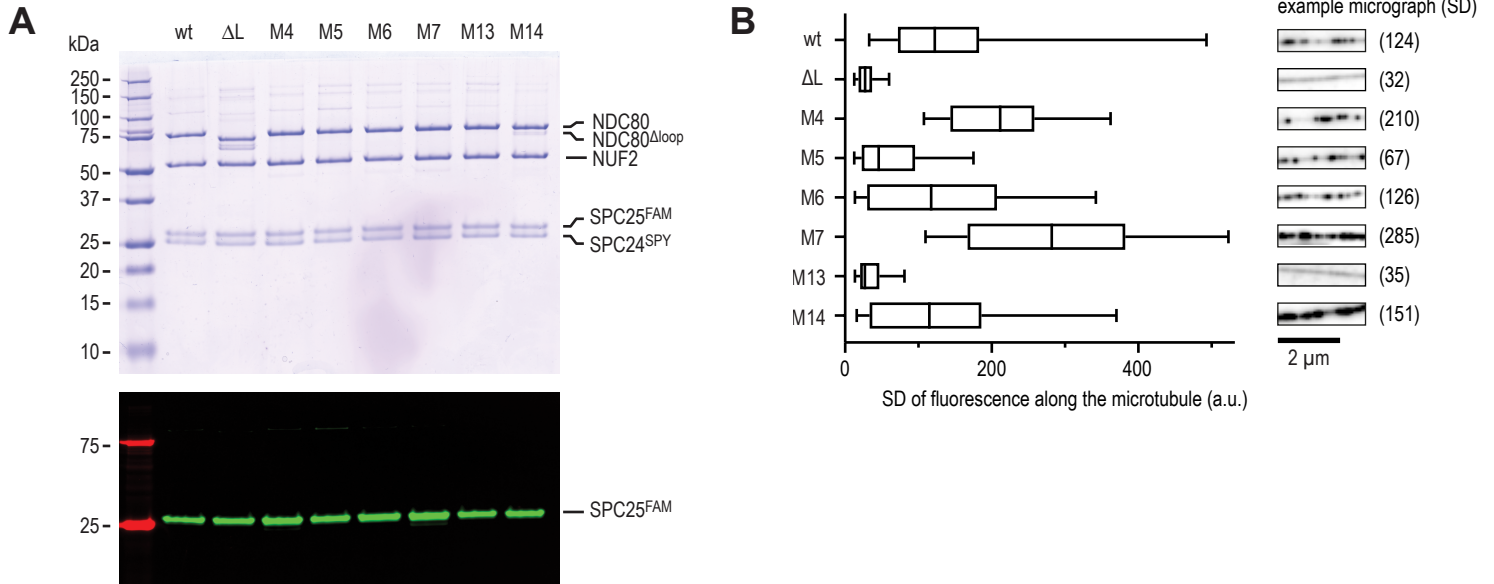 A
kDa
wt ΔL M4 M5 M6 M7 M13 M14
250
150
100
75
50
37
25
20
15
10
NDC80
NDC80Δloop
NUF2
SPC25FAM
SPC24SPY
75
25
SPC25FAM
B
example micrograph (SD)
wt (124)
ΔL (32)
M4 (210)
M5 (67)
M6 (126)
M7 (285)
M13 (35)
M14 (151)
2 µm
0 200 400
SD of fluorescence along the microtubule (a.u.)